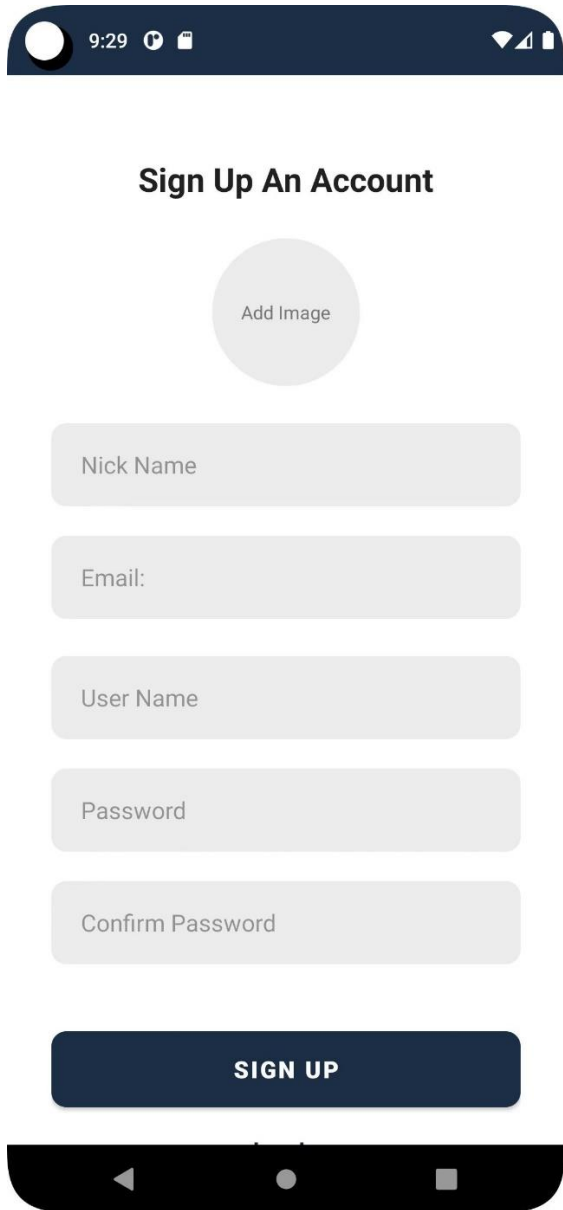 9:29
Sign Up An Account
Add Image
Nick Name
Email:
User Name
Password
Confirm Password
SIGN UP